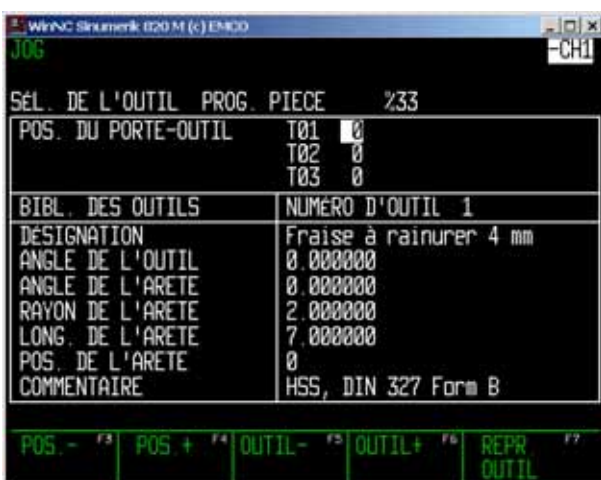 WinNC Sinumerik 820 M (c) EMCO
JOG -CH1
SÉL. DE L'OUTIL PROG. PIECE %33
POS. DU PORTE-OUTIL T01 0
T02 0
T03 0
BIBL. DES OUTILS NUMÉRO D'OUTIL 1
DÉSIGNATION Fraise à rainurer 4 mm
ANGLE DE L'OUTIL 0.000000
ANGLE DE L'ARETE 0.000000
RAYON DE L'ARETE 2.000000
LONG. DE L'ARETE 7.000000
POS. DE L'ARETE 0
COMMENTAIRE HSS, DIN 327 Form B
POS.- F3 POS.+ F4 OUTIL- F5 OUTIL+ F6 REPR. F7
OUTIL